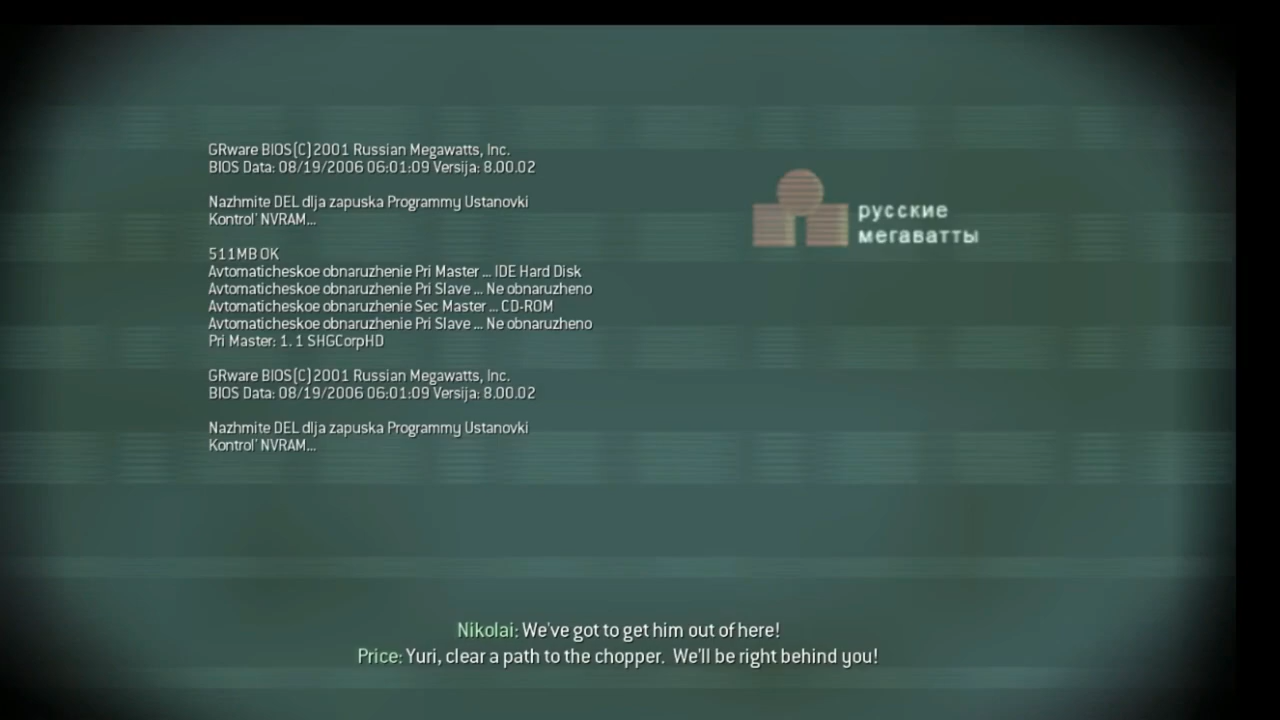 GRware BIOS(C)2001 Russian Megawatts, Inc.
BIOS Data: 08/19/2006 06:01:09 Versija: 8.00.02
Nazhmite DEL dlja zapuska Programmy Ustanovki
Kontrol' NVRAM...
511MB OK
Avtomaticheskoe obnaruzhenie Pri Master ... IDE Hard Disk
Avtomaticheskoe obnaruzhenie Pri Slave ... Ne obnaruzheno
Avtomaticheskoe obnaruzhenie Sec Master ... CD-ROM
Avtomaticheskoe obnaruzhenie Pri Slave ... Ne obnaruzheno
Pri Master: 1. 1 SHGCorpHD
GRware BIOS(C)2001 Russian Megawatts, Inc.
BIOS Data: 08/19/2006 06:01:09 Versija: 8.00.02
Nazhmite DEL dlja zapuska Programmy Ustanovki
Kontrol' NVRAM...
русские
мегаватты
Nikolai: We've got to get him out of here!
Price: Yuri, clear a path to the chopper. We'll be right behind you!